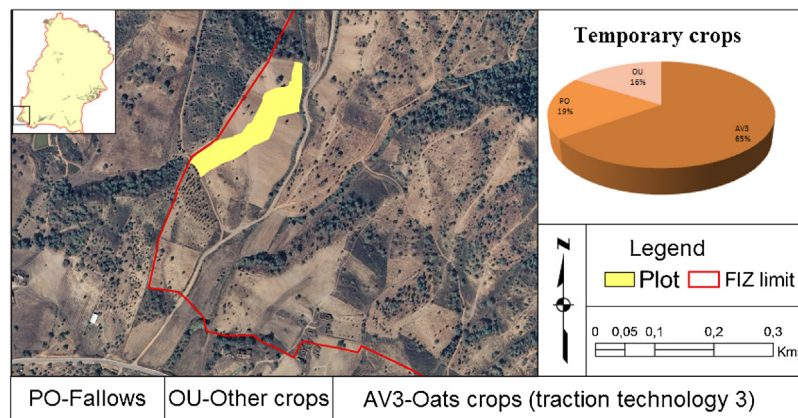 Temporary crops
OU
16%
PO
19%
AV3
65%
N
Legend
Plot
FIZ limit
0 0,05 0,1 0,2 0,3
Km
PO-Fallows
OU-Other crops
AV3-Oats crops (traction technology 3)